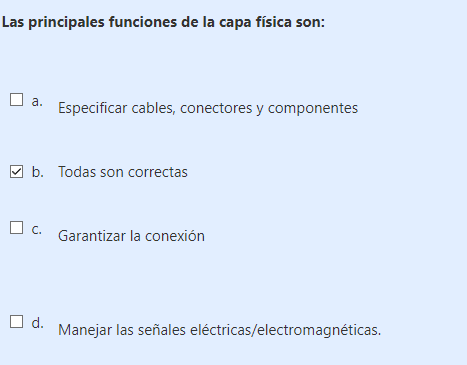 Las principales funciones de la capa física son:
a. Especificar cables, conectores y componentes
b. Todas son correctas
c. Garantizar la conexión
d. Manejar las señales eléctricas/electromagnéticas.